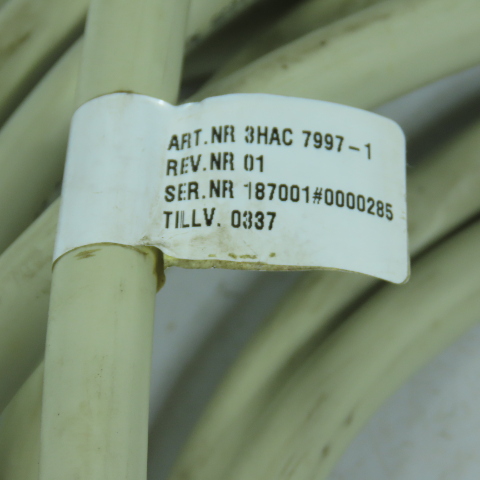 ART.NR 3HAC 7997-1
REV.NR 01
SER.NR 187001#0000285
TILLV. 0337